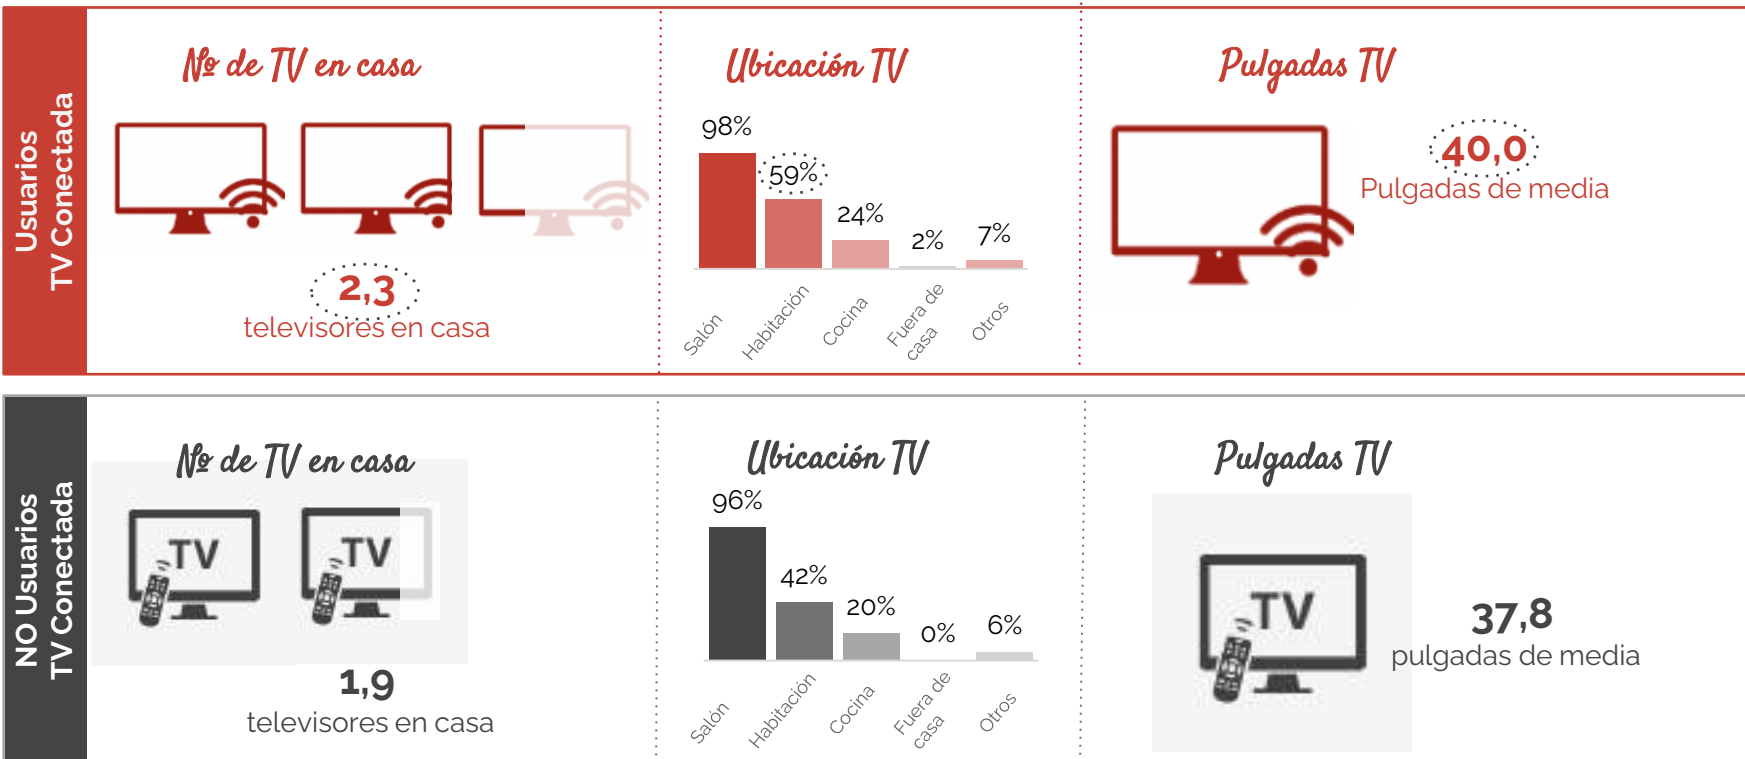 Usuarios
TV Conectada
Nº de TV en casa
2,3
televisores en casa
Ubicación TV
98%
59%
24%
2%
7%
Salón
Habitación
Cocina
Fuera de
casa
Otros
Pulgadas TV
40,0
Pulgadas de media
NO Usuarios
TV Conectada
Nº de TV en casa
TV
TV
1,9
televisores en casa
Ubicación TV
96%
42%
20%
0%
6%
Salón
Habitación
Cocina
Fuera de
casa
Otros
Pulgadas TV
TV
37,8
pulgadas de media